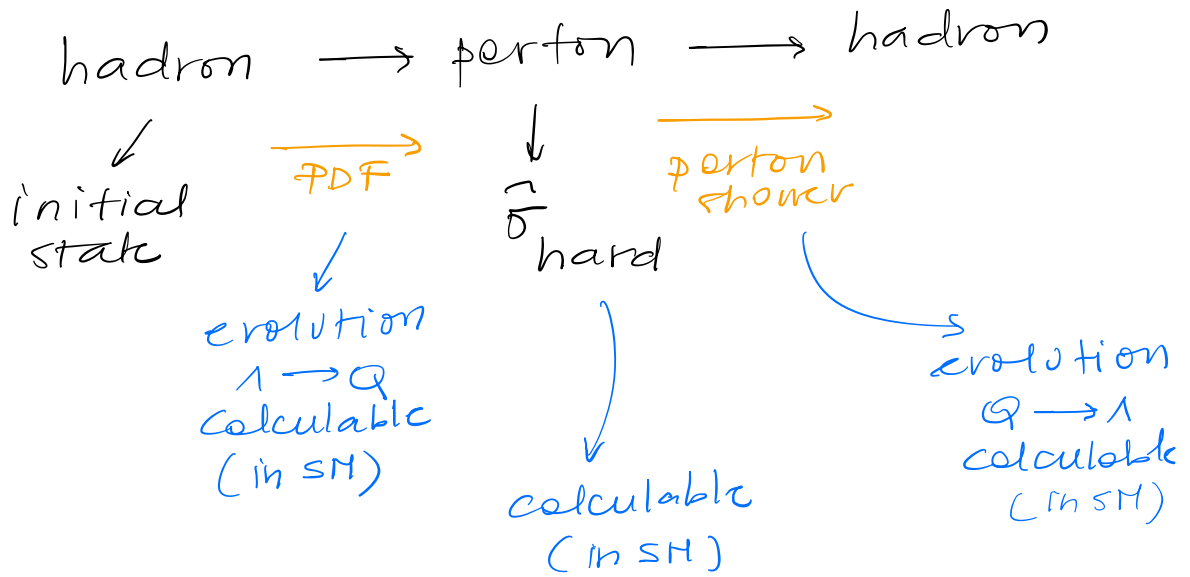 hadron → parton → hadron
initial
state
PDF
σ̂
hard
parton
shower
evolution
Λ → Q
calculable
(in SM)
calculable
(in SM)
evolution
Q → Λ
calculable
(in SM)